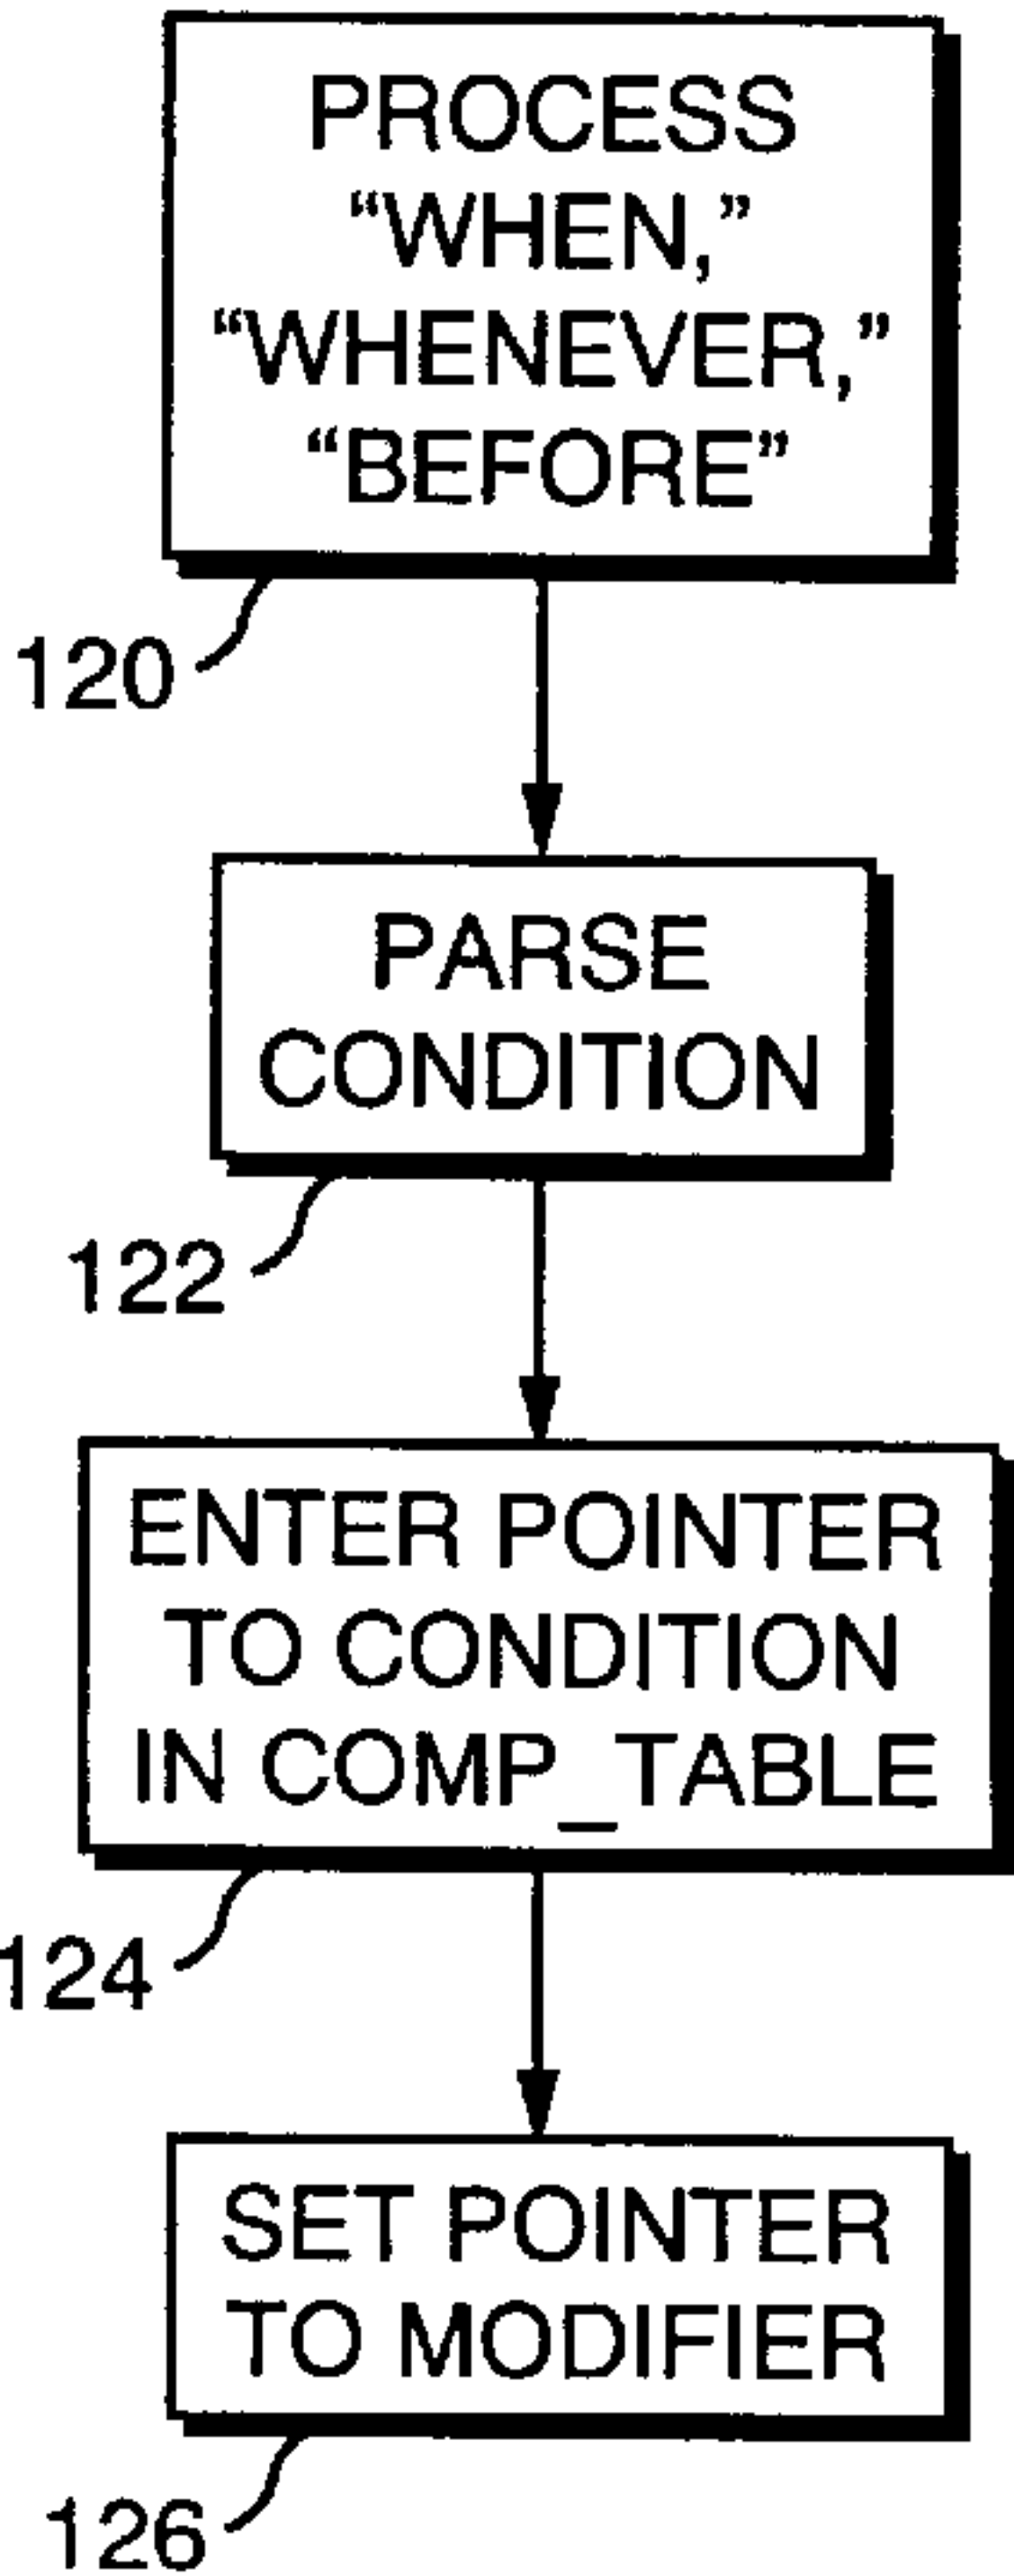 PROCESS
“WHEN,”
“WHENEVER,”
“BEFORE”
120
PARSE
CONDITION
122
ENTER POINTER
TO CONDITION
IN COMP_TABLE
124
SET POINTER
TO MODIFIER
126